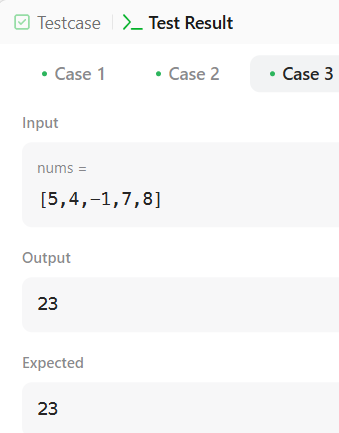 Testcase | >_ Test Result
• Case 1 • Case 2 • Case 3
Input
nums =
[5,4,-1,7,8]
Output
23
Expected
23